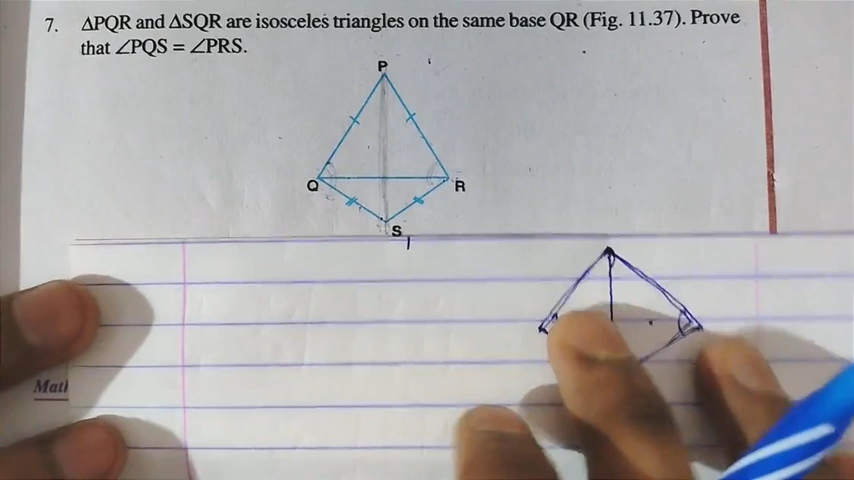 7. ΔPQR and ΔSQR are isosceles triangles on the same base QR (Fig. 11.37). Prove
that ∠PQS = ∠PRS.
P
Q
R
S
Mat